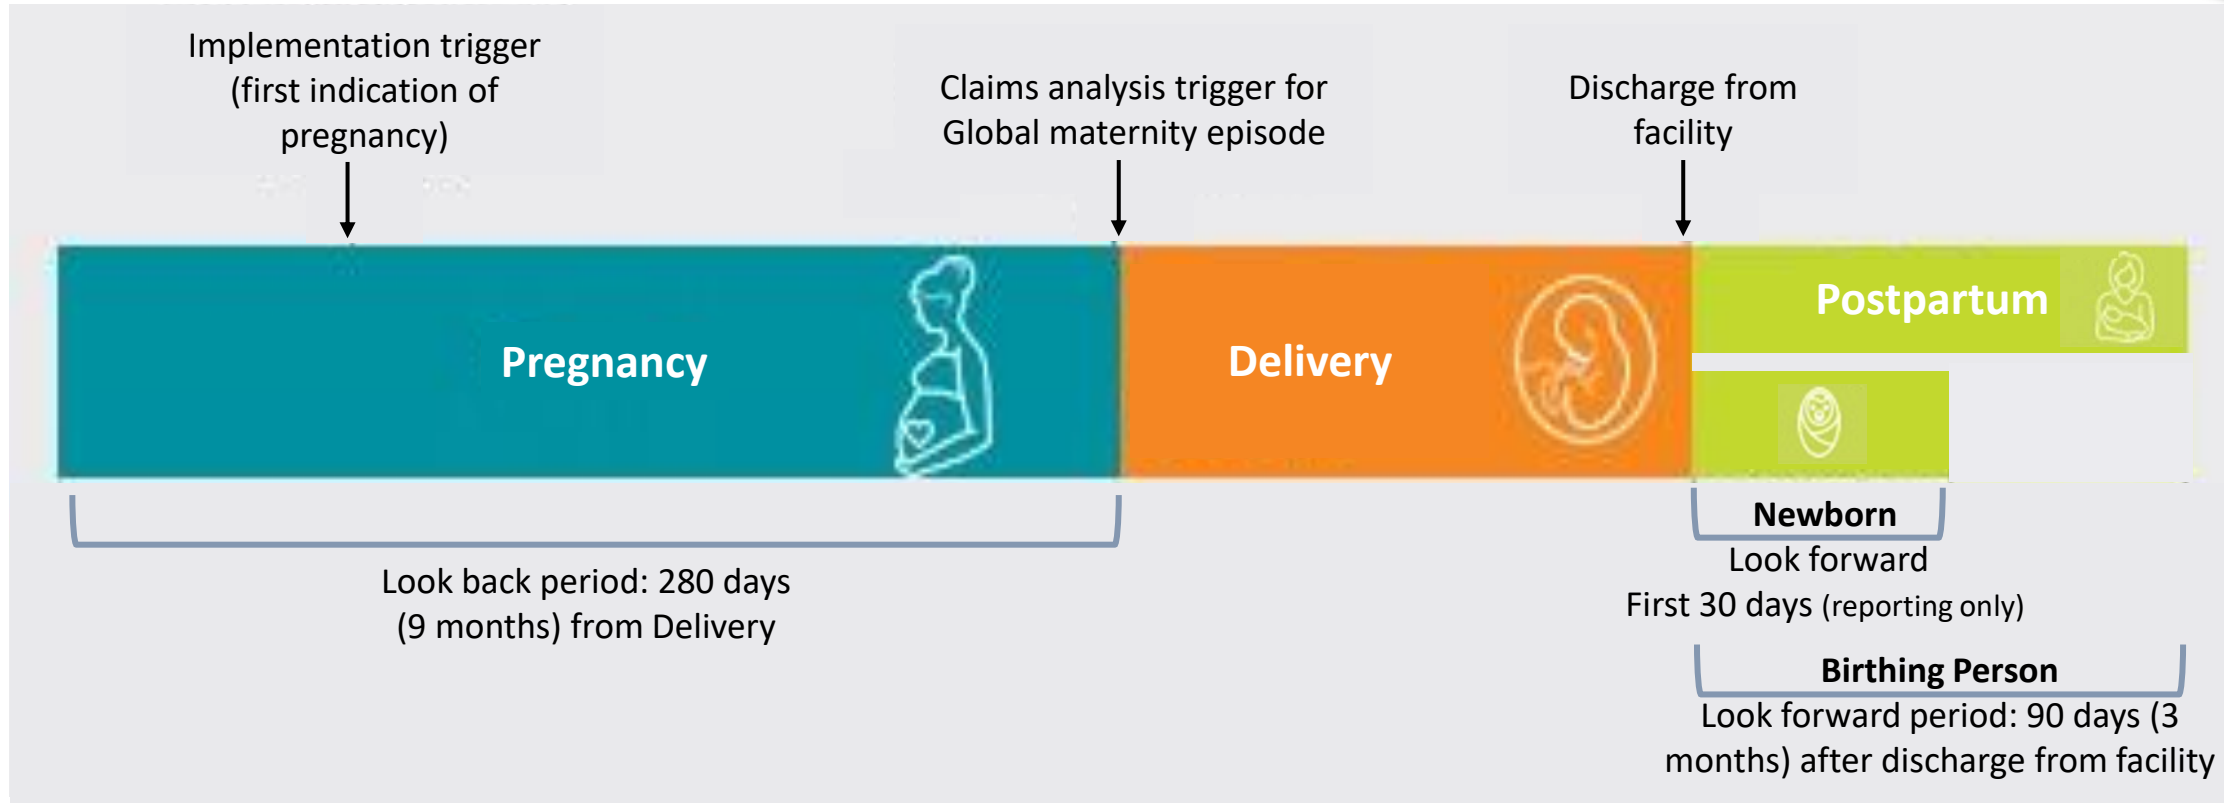 Implementation trigger
(first indication of
pregnancy)
Claims analysis trigger for
Global maternity episode
Discharge from
facility
Pregnancy
Delivery
Postpartum
Look back period: 280 days
(9 months) from Delivery
Newborn
Look forward
First 30 days (reporting only)
Birthing Person
Look forward period: 90 days (3
months) after discharge from facility